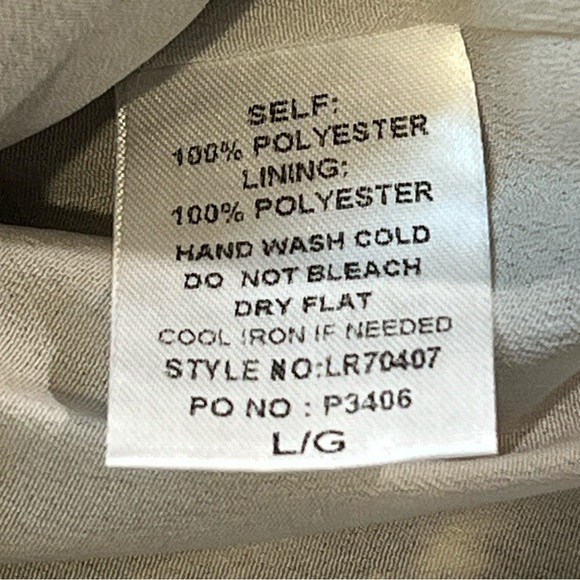 SELF:
100% POLYESTER
LINING:
100% POLYESTER
HAND WASH COLD
DO NOT BLEACH
DRY FLAT
COOL IRON IF NEEDED
STYLE NO:LR70407
PO NO : P3406
L/G